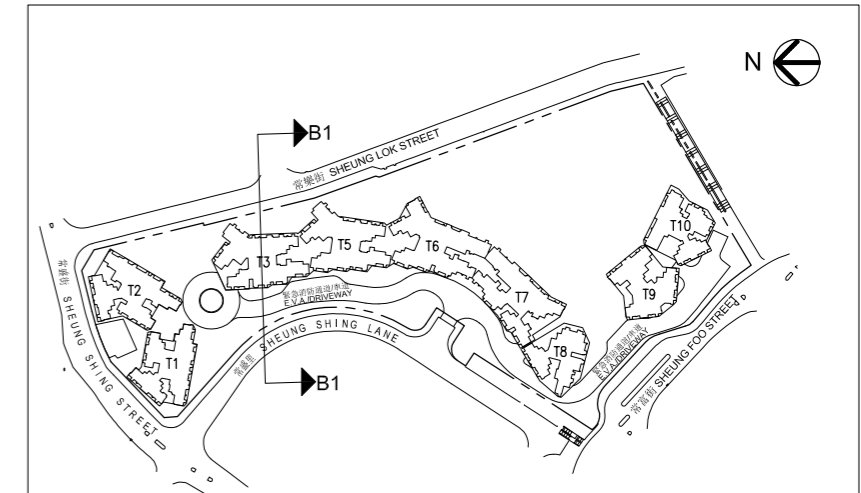 N
B1
常樂街 SHEUNG LOK STREET
T10
T5
T6
T3
T2
T7
T9
T8
T1
緊急消防通道/車道
E.V.A./DRIVEWAY
常盛里 SHEUNG SHING LANE
常盛街 SHEUNG SHING STREET
緊急消防通道/車道
E.V.A./DRIVEWAY
常富街 SHEUNG FOO STREET
B1